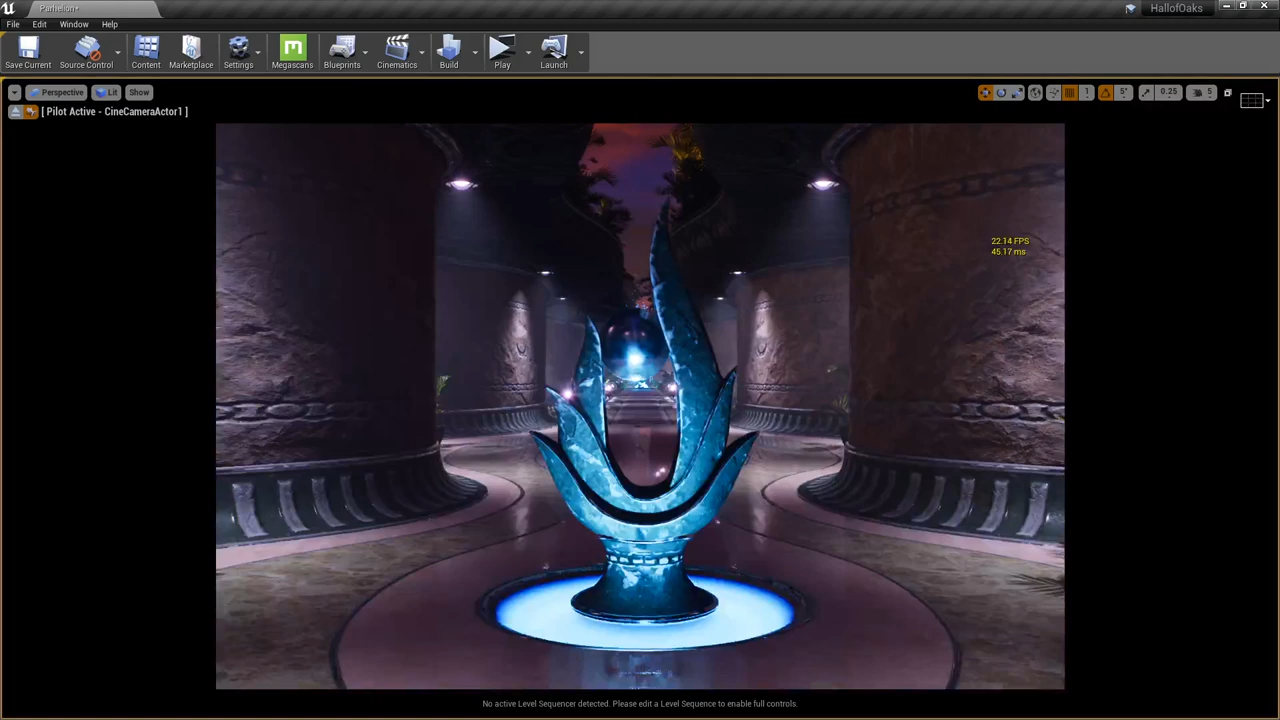 Parhelion*
HallofOaks
File Edit Window Help
Save Current Source Control Content Marketplace Settings Megascans Blueprints Cinematics Build Play Launch
Perspective Lit Show 1 5° 0.25 5
[ Pilot Active - CineCameraActor1 ]
22.14 FPS
45.17 ms
No active Level Sequencer detected. Please edit a Level Sequence to enable full controls.